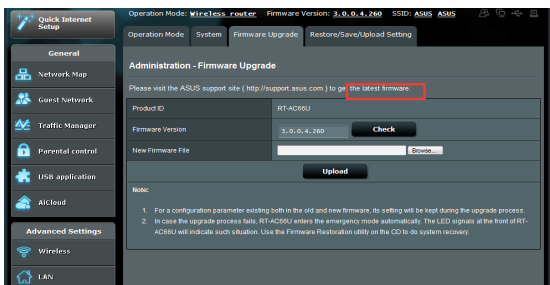 Quick Internet
Setup
Operation Mode: Wireless router Firmware Version: 3.0.0.4.260 SSID: ASUS ASUS
Operation Mode System Firmware Upgrade Restore/Save/Upload Setting
General
Network Map
Guest Network
Traffic Manager
Parental control
USB application
AiCloud
Advanced Settings
Wireless
LAN
Administration - Firmware Upgrade
Please visit the ASUS support site ( http://support.asus.com ) to get the latest firmware.
Product ID RT-AC66U
Firmware Version 3.0.0.4.260 Check
New Firmware File Browse...
Upload
Note:
1. For a configuration parameter existing both in the old and new firmware, its setting will be kept during the upgrade process.
2. In case the upgrade process fails, RT-AC66U enters the emergency mode automatically. The LED signals at the front of RT-
AC66U will indicate such situation. Use the Firmware Restoration utility on the CD to do system recovery.